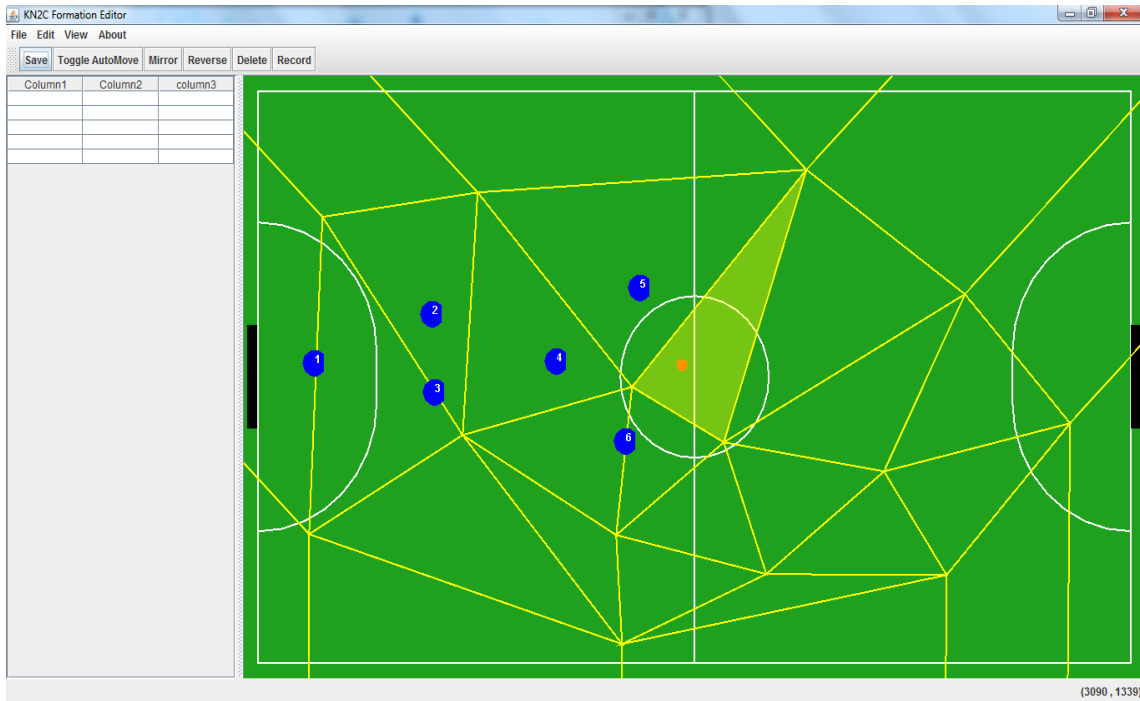 KN2C Formation Editor
File Edit View About
Save Toggle AutoMove Mirror Reverse Delete Record
Column1 Column2 column3
5
2
4
1
3
6
(3090 , 1339)